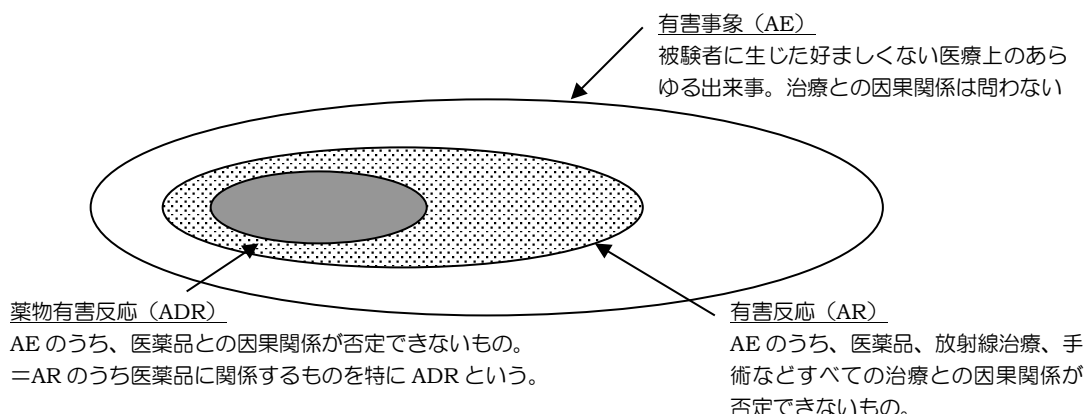 有害事象（AE）
被験者に生じた好ましくない医療上のあら
ゆる出来事。治療との因果関係は問わない
薬物有害反応（ADR）
AE のうち、医薬品との因果関係が否定できないもの。
＝AR のうち医薬品に関係するものを特に ADR という。
有害反応（AR）
AE のうち、医薬品、放射線治療、手
術などすべての治療との因果関係が
否定できないもの。